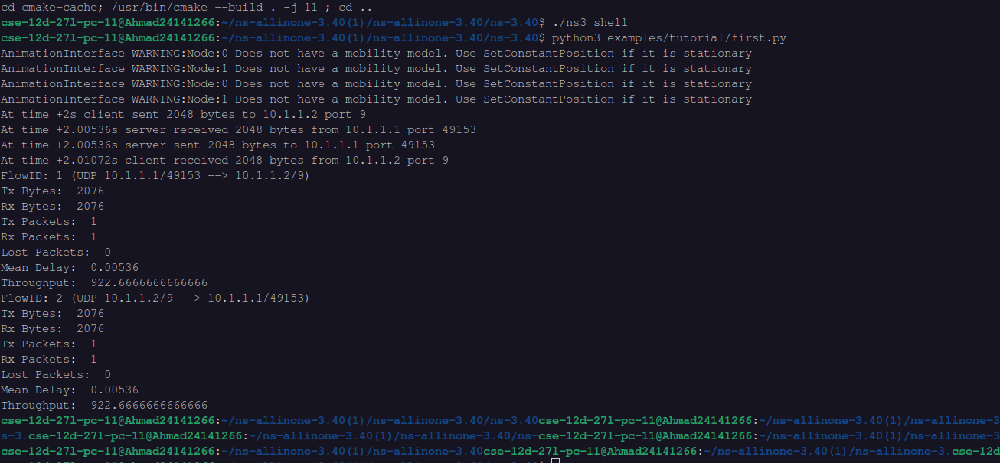 cd cmake-cache; /usr/bin/cmake --build . -j 11 ; cd ..
cse-12d-27l-pc-11@Ahmad24141266:~/ns-allinone-3.40(1)/ns-allinone-3.40/ns-3.40$ ./ns3 shell
cse-12d-27l-pc-11@Ahmad24141266:~/ns-allinone-3.40(1)/ns-allinone-3.40/ns-3.40$ python3 examples/tutorial/first.py
AnimationInterface WARNING:Node:0 Does not have a mobility model. Use SetConstantPosition if it is stationary
AnimationInterface WARNING:Node:1 Does not have a mobility model. Use SetConstantPosition if it is stationary
AnimationInterface WARNING:Node:0 Does not have a mobility model. Use SetConstantPosition if it is stationary
AnimationInterface WARNING:Node:1 Does not have a mobility model. Use SetConstantPosition if it is stationary
At time +2s client sent 2048 bytes to 10.1.1.2 port 9
At time +2.00536s server received 2048 bytes from 10.1.1.1 port 49153
At time +2.00536s server sent 2048 bytes to 10.1.1.1 port 49153
At time +2.01072s client received 2048 bytes from 10.1.1.2 port 9
FlowID: 1 (UDP 10.1.1.1/49153 --> 10.1.1.2/9)
Tx Bytes:  2076
Rx Bytes:  2076
Tx Packets:  1
Rx Packets:  1
Lost Packets:  0
Mean Delay:  0.00536
Throughput:  922.6666666666666
FlowID: 2 (UDP 10.1.1.2/9 --> 10.1.1.1/49153)
Tx Bytes:  2076
Rx Bytes:  2076
Tx Packets:  1
Rx Packets:  1
Lost Packets:  0
Mean Delay:  0.00536
Throughput:  922.6666666666666
cse-12d-27l-pc-11@Ahmad24141266:~/ns-allinone-3.40(1)/ns-allinone-3.40/ns-3.40cse-12d-27l-pc-11@Ahmad24141266:~/ns-allinone-3.40(1)/ns-allinone-3
s-3.cse-12d-27l-pc-11@Ahmad24141266:~/ns-allinone-3.40(1)/ns-allinone-3.40/ns-3.40/ns-cse-12d-27l-pc-11@Ahmad24141266:~/ns-allinone-3.40(1)/ns-3
cse-12d-27l-pc-11@Ahmad24141266:~/ns-allinone-3.40(1)/ns-allinone-3.40cse-12d-27l-pc-11@Ahmad24141266:~/ns-allinone-3.40(1)/ns-allinone-3.cse-12d